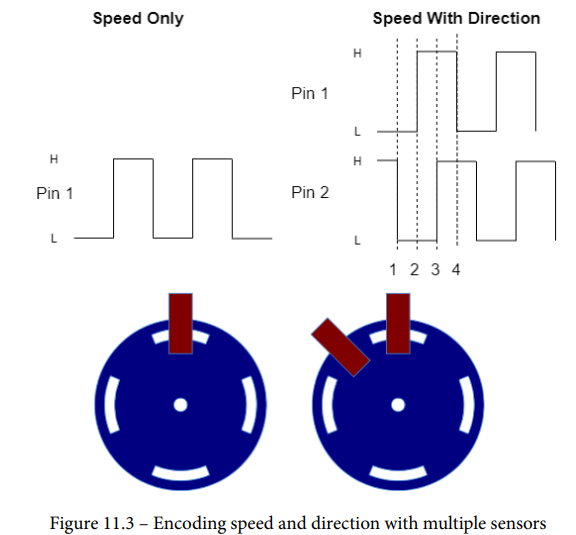 Speed Only
Speed With Direction
H
Pin 1
L
H
Pin 1
L
H
Pin 2
L
1 2 3 4
Figure 11.3 – Encoding speed and direction with multiple sensors